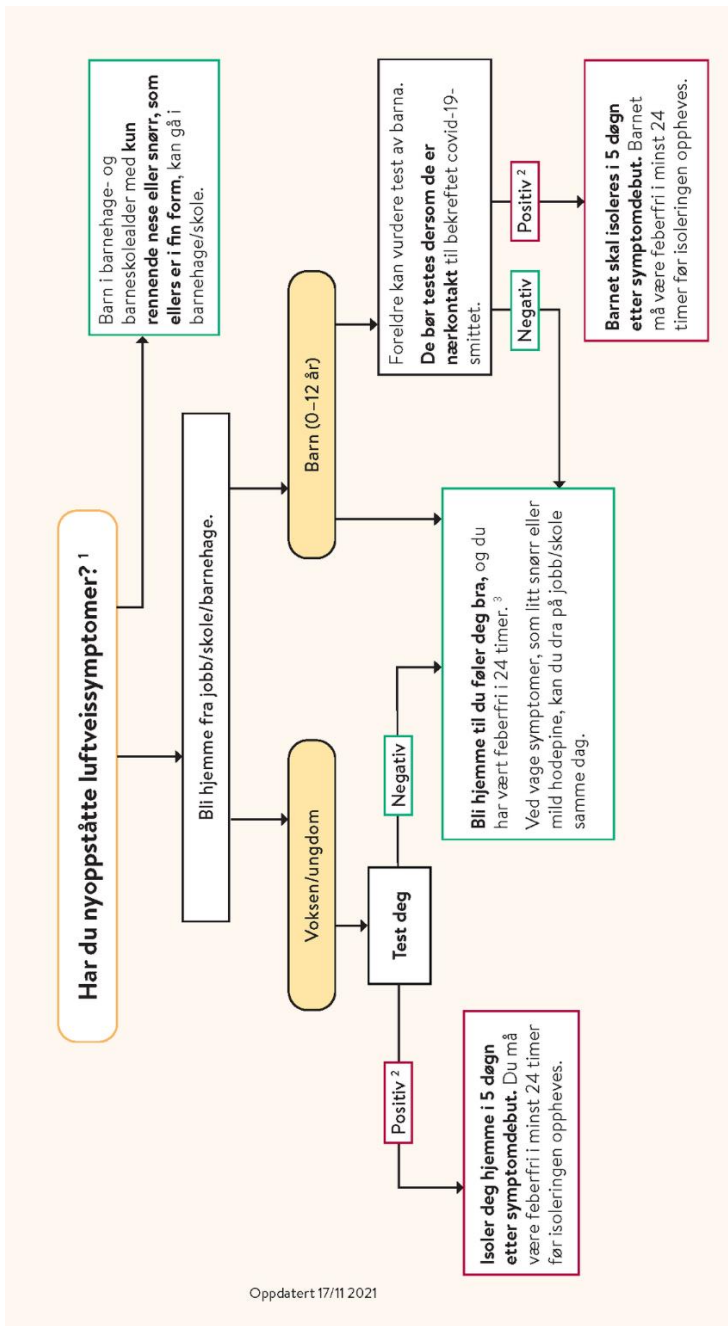 Har du nyoppståtte luftveissymptomer? ¹
Barn i barnehage- og
barneskolealder med kun
rennende nese eller snørr, som
ellers er i fin form, kan gå i
barnehage/skole.
Bli hjemme fra jobb/skole/barnehage.
Voksen/ungdom
Barn (0–12 år)
Test deg
Foreldre kan vurdere test av barna.
De bør testes dersom de er
nærkontakt til bekreftet covid-19-
smittet.
Positiv ²
Negativ
Negativ
Positiv ²
Isoler deg hjemme i 5 døgn
etter symptomdebut. Du må
være feberfri i minst 24 timer
før isoleringen oppheves.
Bli hjemme til du føler deg bra, og du
har vært feberfri i 24 timer. ³
Ved vage symptomer, som litt snørr eller
mild hodepine, kan du dra på jobb/skole
samme dag.
Barnet skal isoleres i 5 døgn
etter symptomdebut. Barnet
må være feberfri i minst 24
timer før isoleringen oppheves.
Oppdatert 17/11 2021